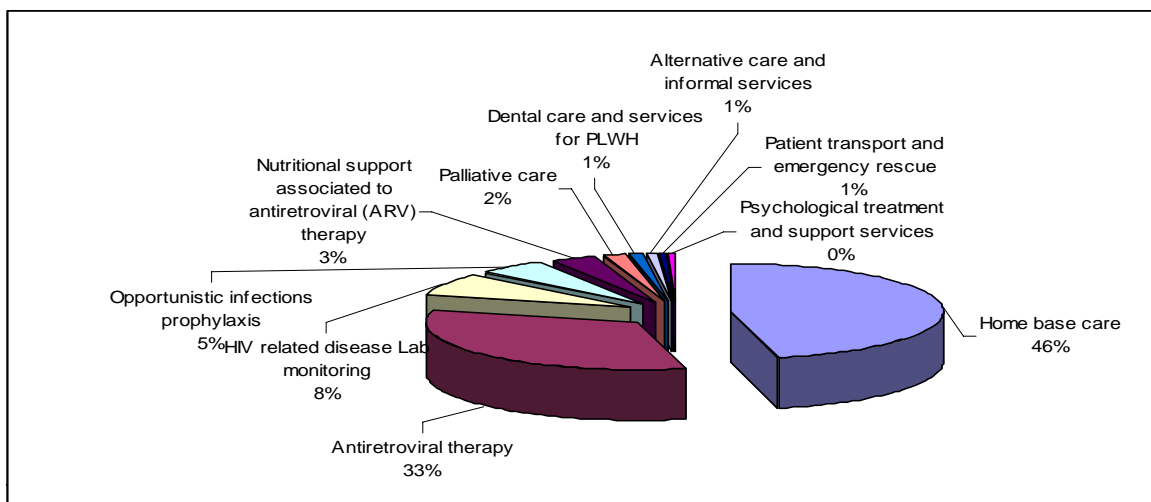 Alternative care and
informal services
1%
Dental care and services
for PLWH
1%
Patient transport and
emergency rescue
1%
Nutritional support
associated to
antiretroviral (ARV)
therapy
3%
Palliative care
2%
Psychological treatment
and support services
0%
Opportunistic infections
prophylaxis
5%
HIV related disease Lab
monitoring
8%
Home base care
46%
Antiretroviral therapy
33%